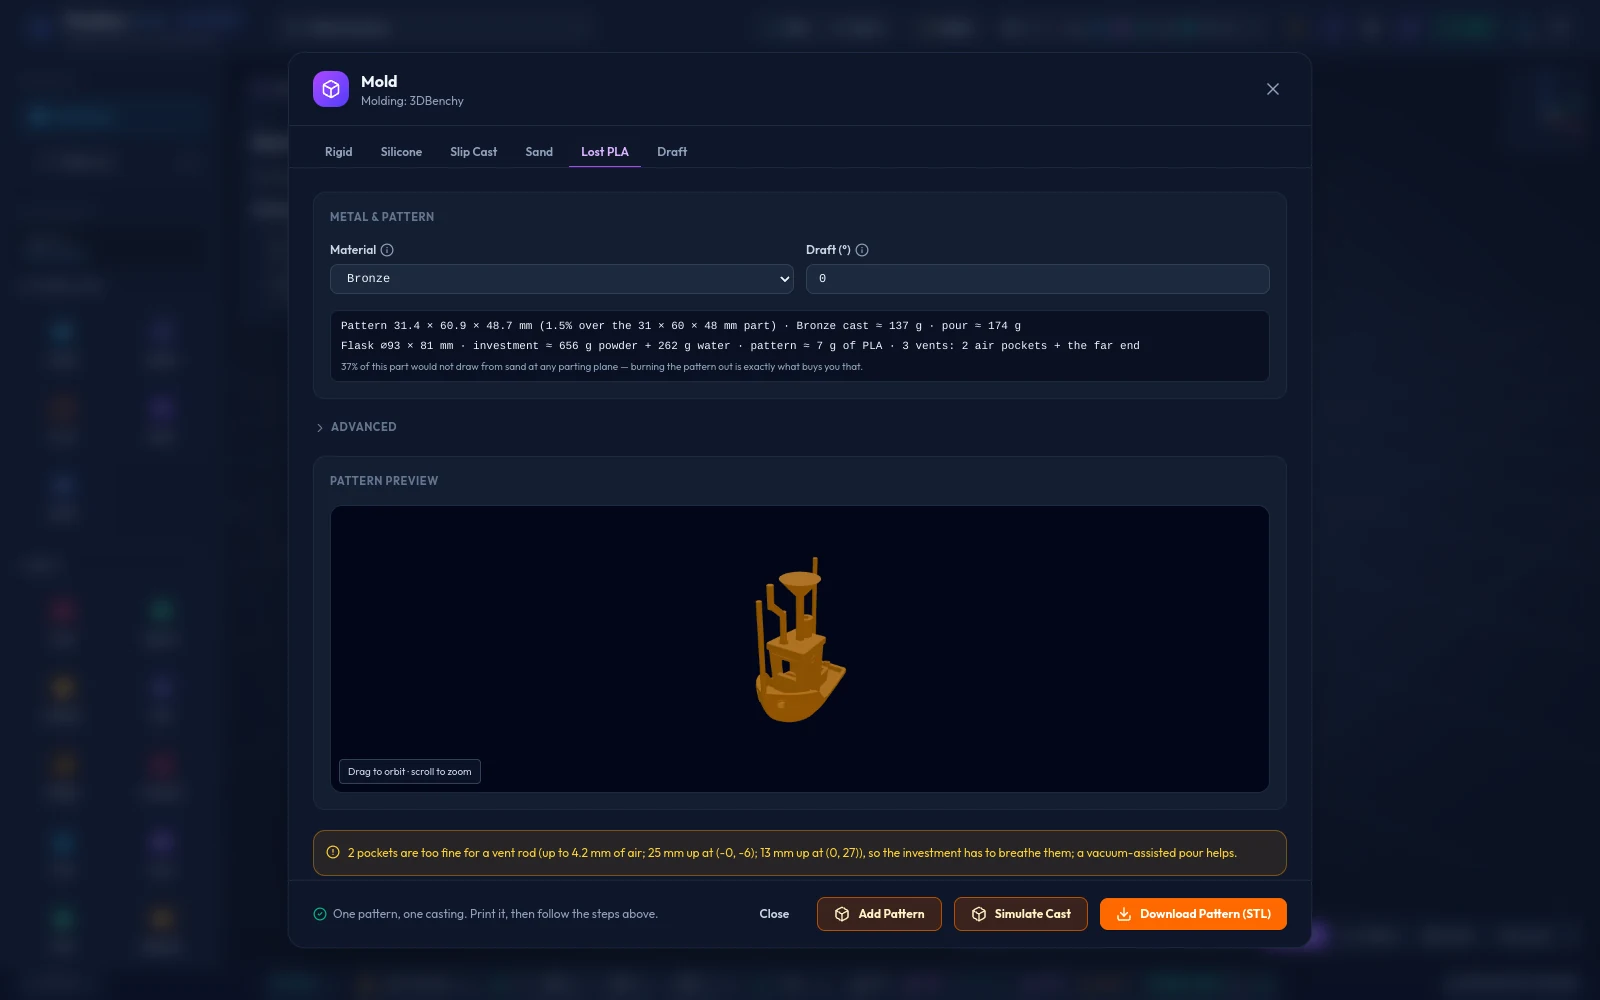 Mold
Molding: 3DBenchy
Rigid
Silicone
Slip Cast
Sand
Lost PLA
Draft
METAL & PATTERN
Material
Draft (°)
Bronze
0
Pattern 31.4 × 60.9 × 48.7 mm (1.5% over the 31 × 60 × 48 mm part) · Bronze cast ≈ 137 g · pour ≈ 174 g
Flask ⌀93 × 81 mm · investment ≈ 656 g powder + 262 g water · pattern ≈ 7 g of PLA · 3 vents: 2 air pockets + the far end
37% of this part would not draw from sand at any parting plane — burning the pattern out is exactly what buys you that.
ADVANCED
PATTERN PREVIEW
Drag to orbit · scroll to zoom
2 pockets are too fine for a vent rod (up to 4.2 mm of air; 25 mm up at (-0, -6); 13 mm up at (0, 27)), so the investment has to breathe them; a vacuum-assisted pour helps.
One pattern, one casting. Print it, then follow the steps above.
Close
Add Pattern
Simulate Cast
Download Pattern (STL)